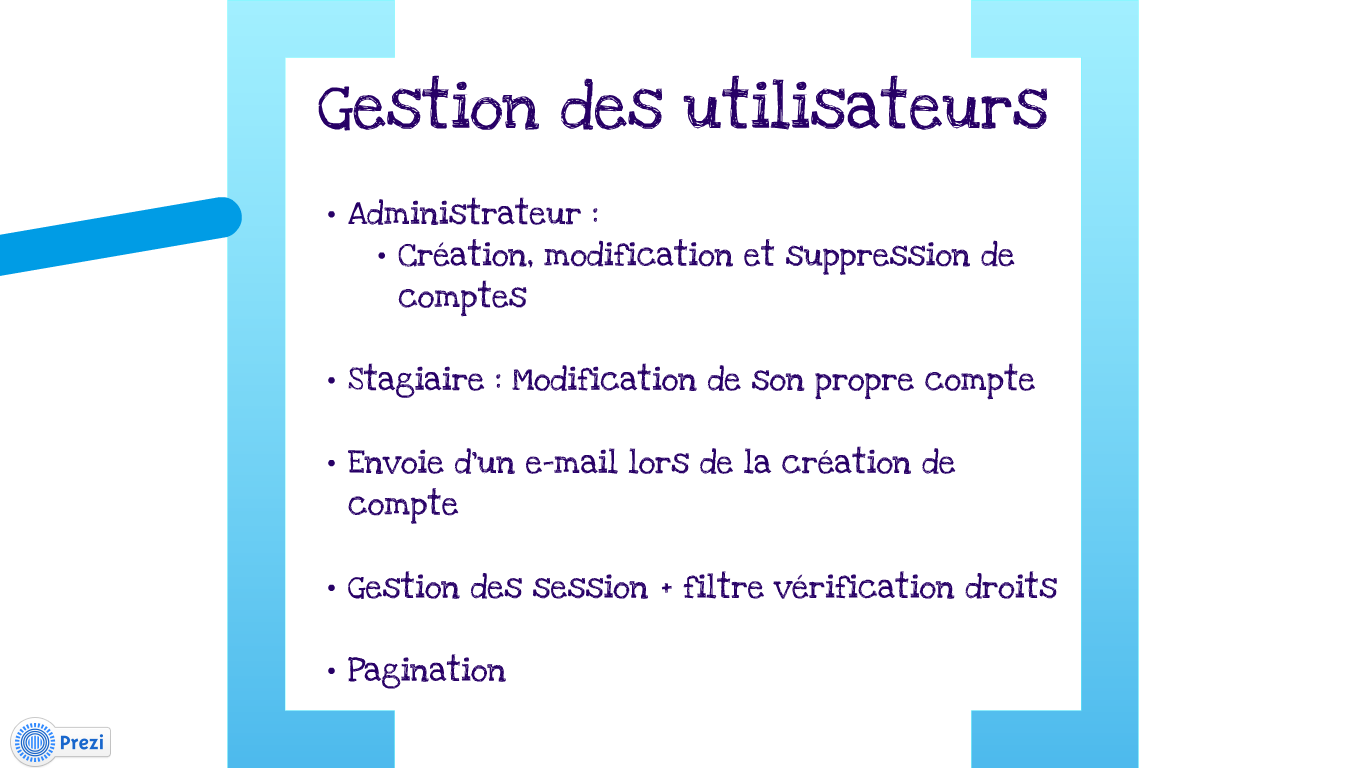 Gestion des utilisateurs
• Administrateur :
• Création, modification et suppression de
comptes
• Stagiaire : Modification de son propre compte
• Envoie d'un e-mail lors de la création de
compte
• Gestion des session + filtre vérification droits
• Pagination
Prezi